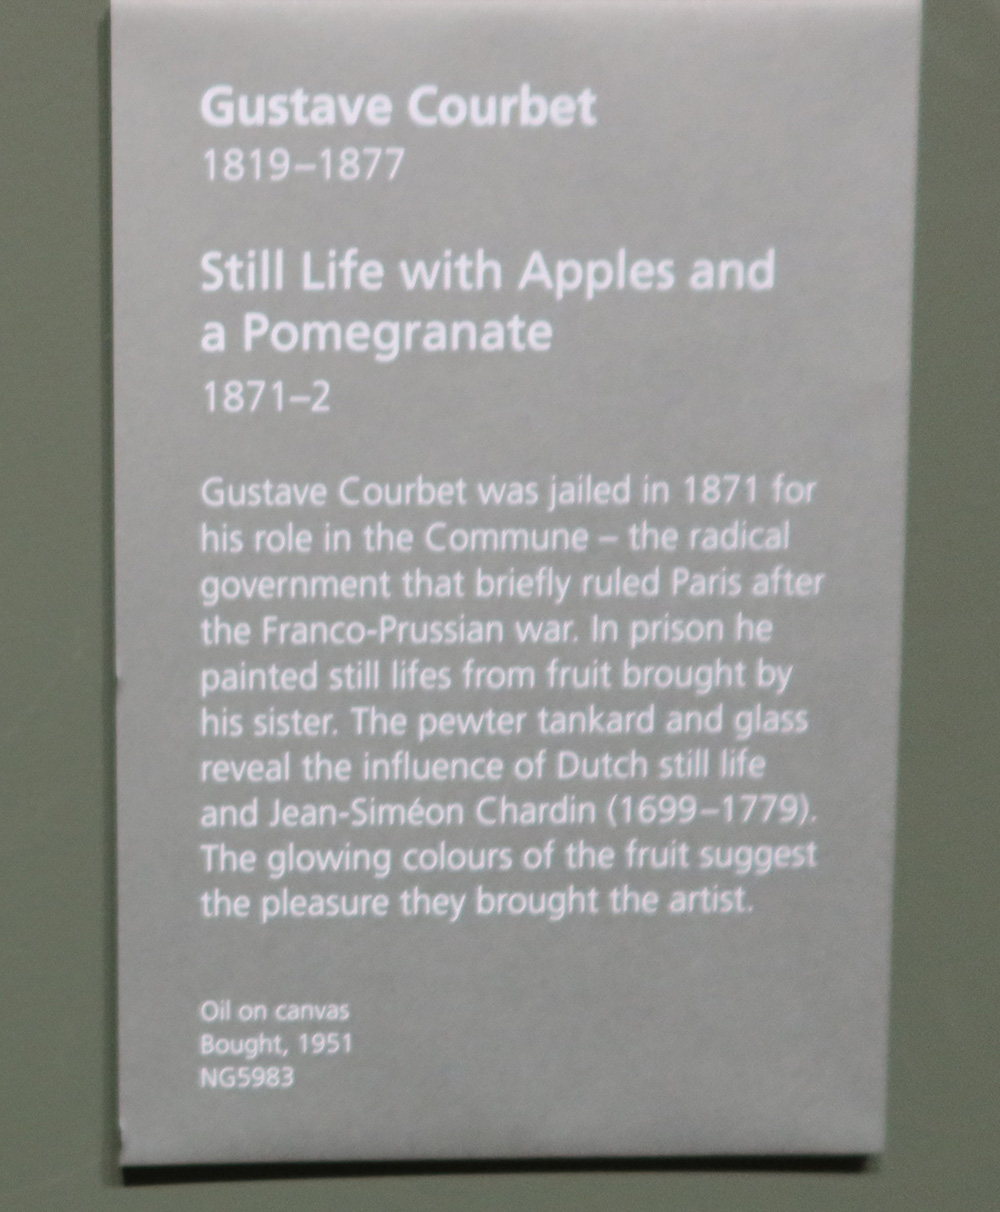 Gustave Courbet
1819–1877
Still Life with Apples and
a Pomegranate
1871–2
Gustave Courbet was jailed in 1871 for
his role in the Commune – the radical
government that briefly ruled Paris after
the Franco-Prussian war. In prison he
painted still lifes from fruit brought by
his sister. The pewter tankard and glass
reveal the influence of Dutch still life
and Jean-Siméon Chardin (1699–1779).
The glowing colours of the fruit suggest
the pleasure they brought the artist.
Oil on canvas
Bought, 1951
NG5983